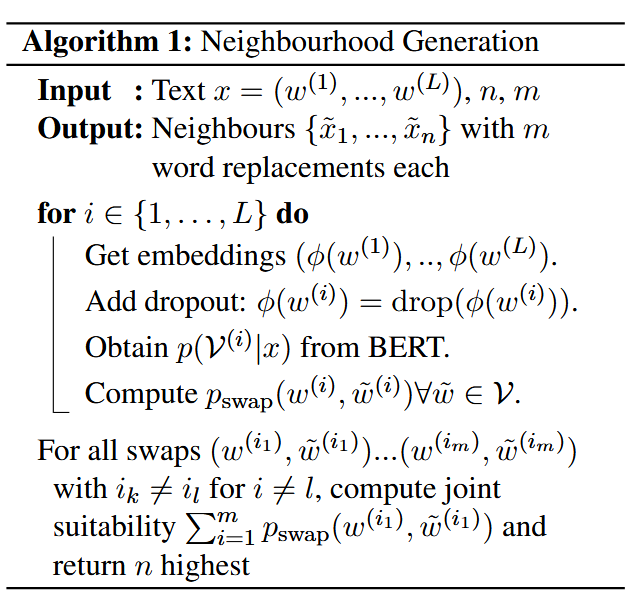 Algorithm 1: Neighbourhood Generation
Input : Text $x = (w^{(1)}, ..., w^{(L)})$, $n$, $m$
Output: Neighbours $\{\tilde{x}_1, ..., \tilde{x}_n\}$ with $m$
word replacements each
for $i \in \{1, \ldots, L\}$ do
Get embeddings $(\phi(w^{(1)}), .., \phi(w^{(L)})$.
Add dropout: $\phi(w^{(i)}) = \text{drop}(\phi(w^{(i)}))$.
Obtain $p(\mathcal{V}^{(i)}|x)$ from BERT.
Compute $p_{\text{swap}}(w^{(i)}, \tilde{w}^{(i)}) \forall \tilde{w} \in \mathcal{V}$.
For all swaps $(w^{(i_1)}, \tilde{w}^{(i_1)})...(w^{(i_m)}, \tilde{w}^{(i_m)})$
with $i_k \neq i_l$ for $i \neq l$, compute joint
suitability $\sum_{i=1}^{m} p_{\text{swap}}(w^{(i_1)}, \tilde{w}^{(i_1)})$ and
return $n$ highest